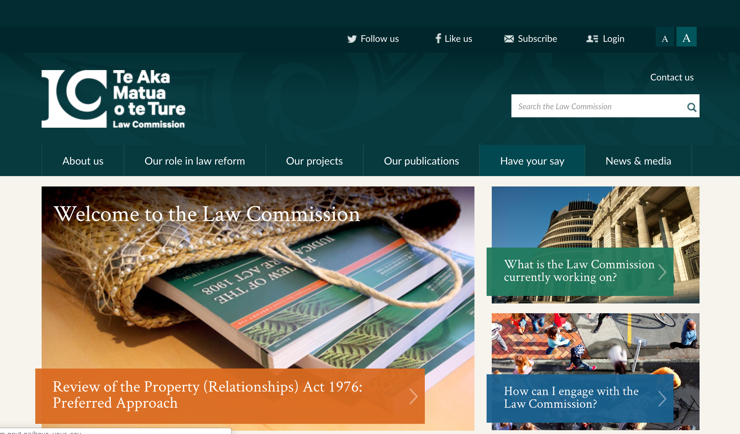 Follow us
Like us
Subscribe
Login
A
A
Contact us
Te Aka
Matua
o te Ture
Law Commission
Search the Law Commission
About us
Our role in law reform
Our projects
Our publications
Have your say
News & media
Welcome to the Law Commission
REVIEW OF THE
JUDICATURE ACT 1908
Review of the Property (Relationships) Act 1976:
Preferred Approach
What is the Law Commission
currently working on?
How can I engage with the
Law Commission?